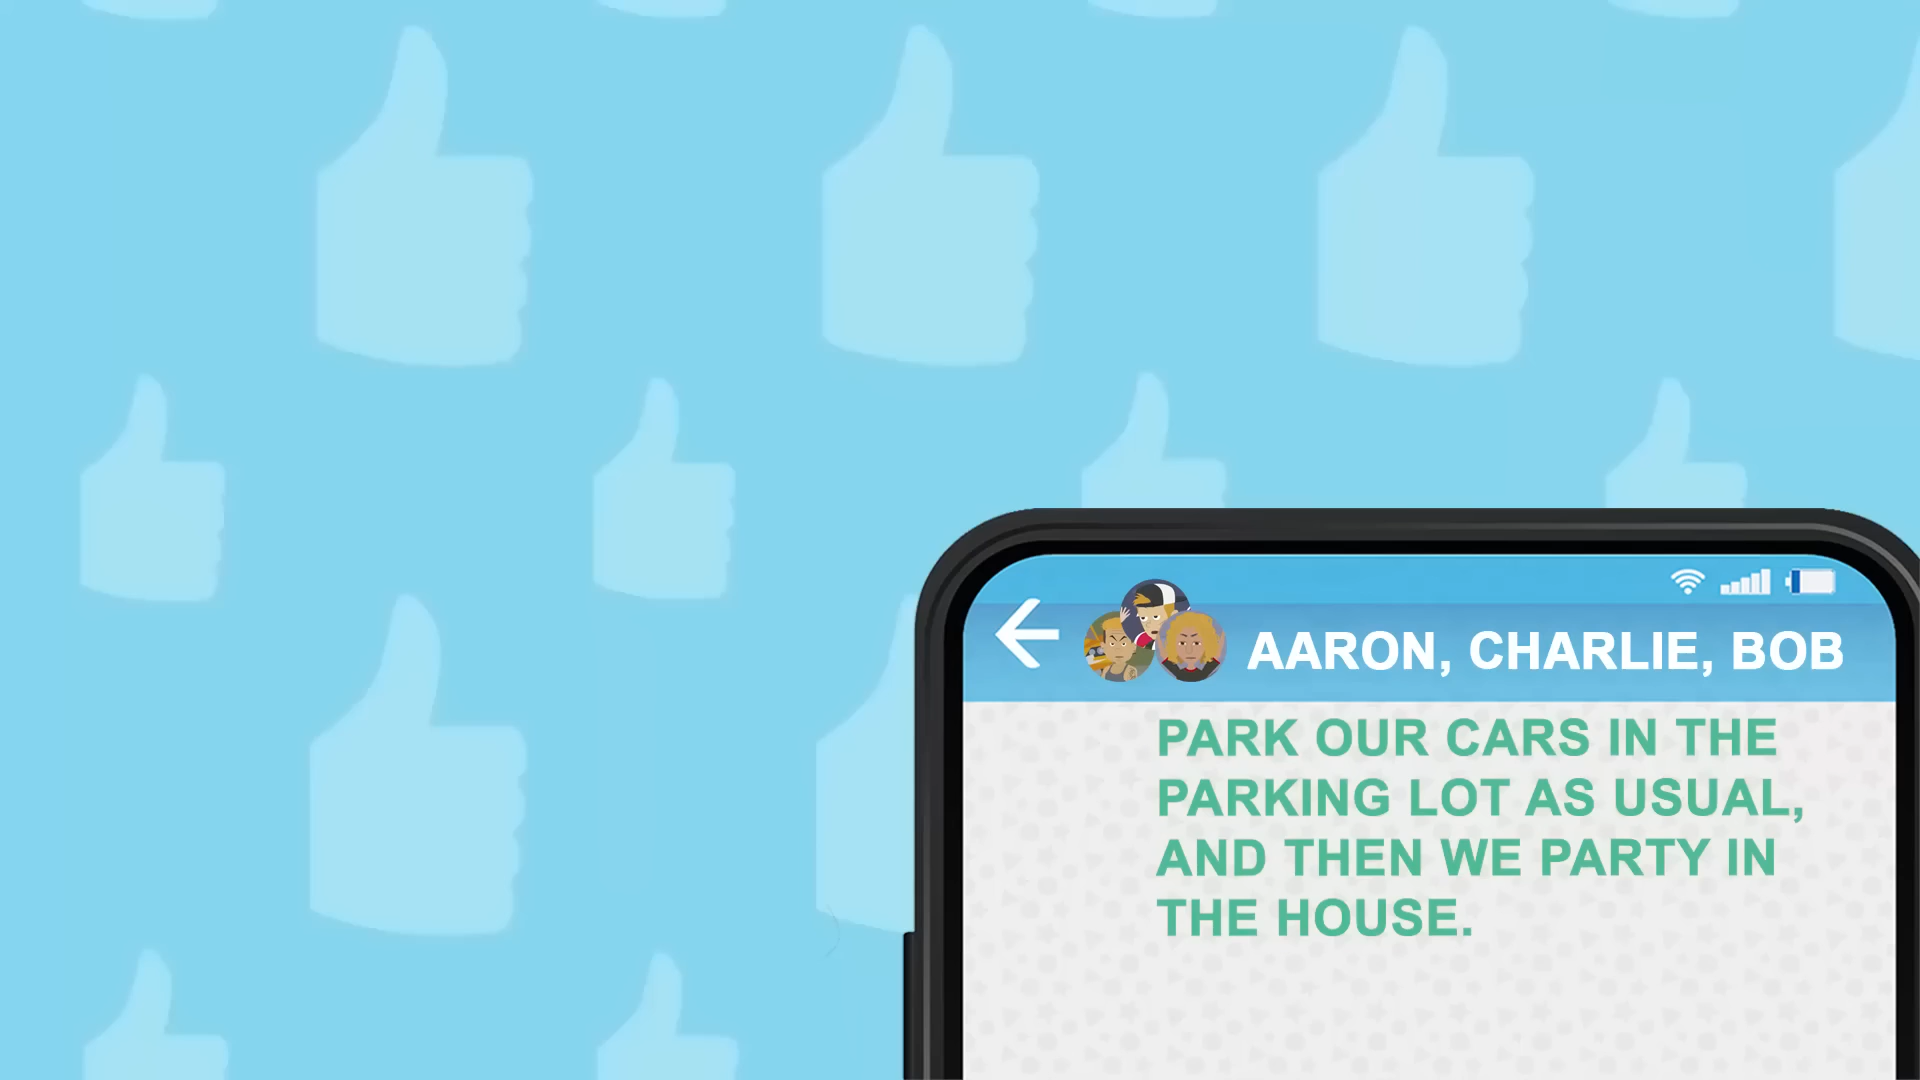 AARON, CHARLIE, BOB
PARK OUR CARS IN THE
PARKING LOT AS USUAL,
AND THEN WE PARTY IN
THE HOUSE.